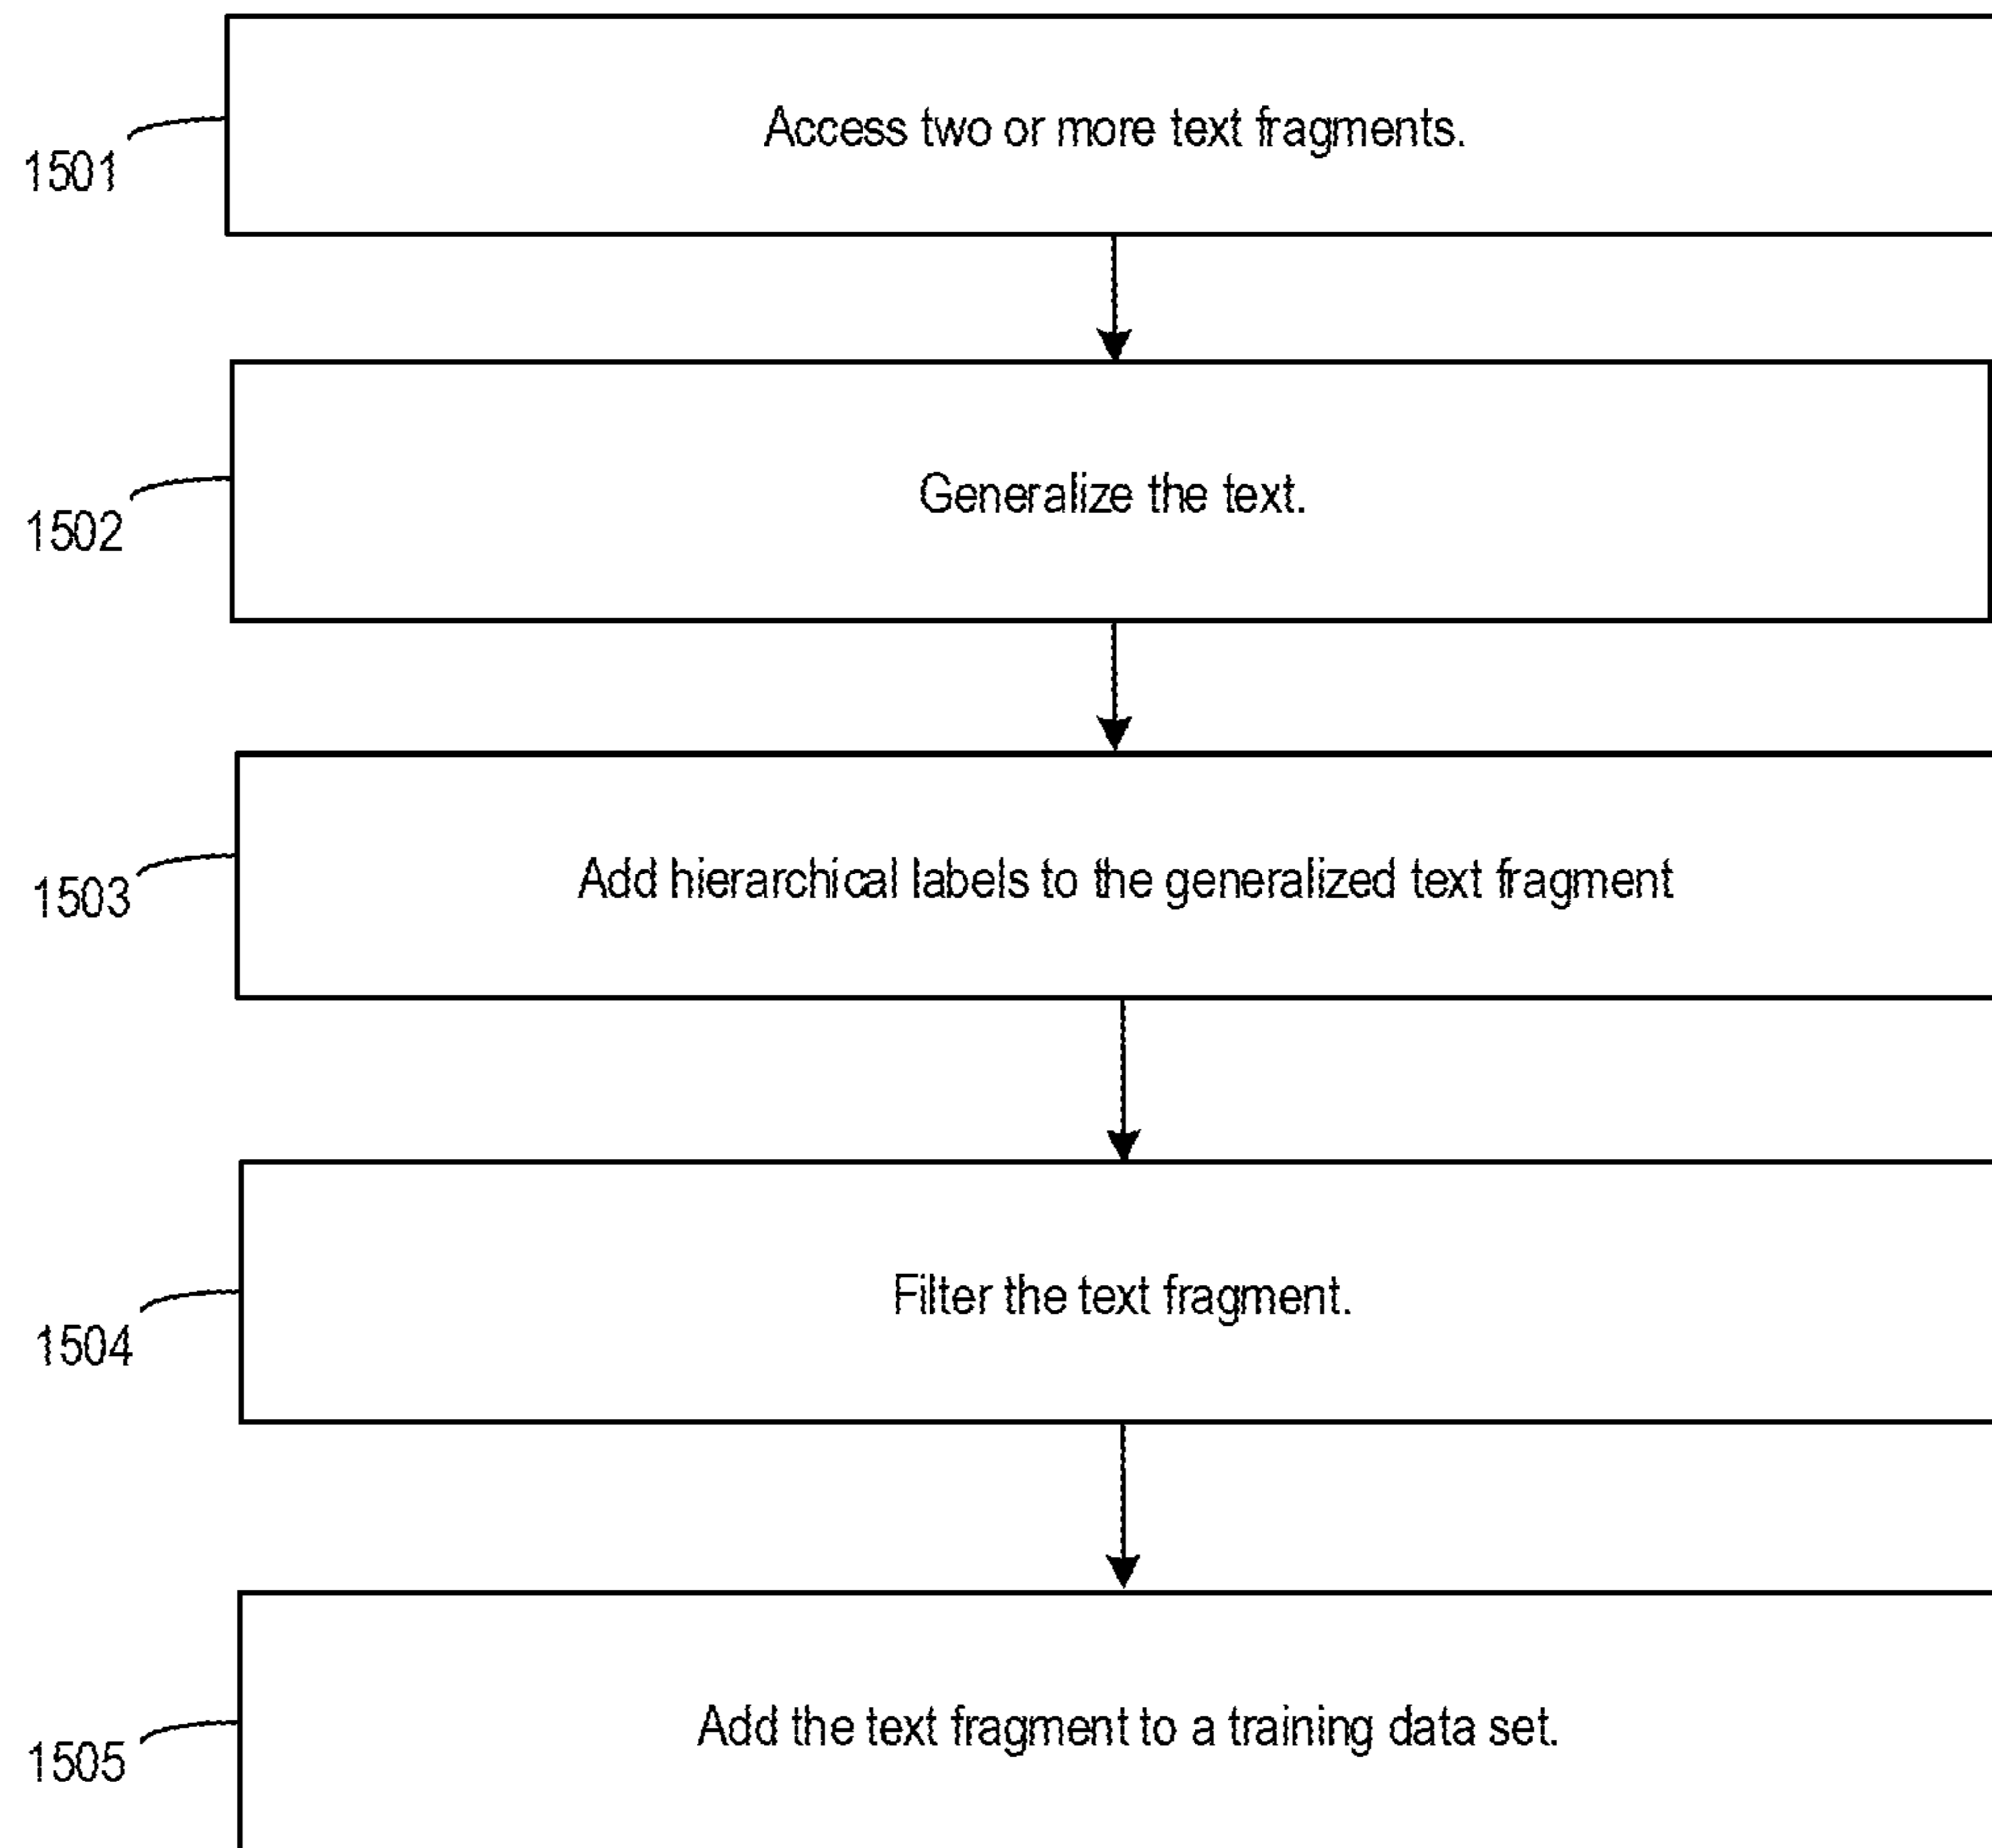 Access two or more text fragments.
1501
Generalize the text.
1502
Add hierarchical labels to the generalized text fragment
1503
Filter the text fragment.
1504
Add the text fragment to a training data set.
1505